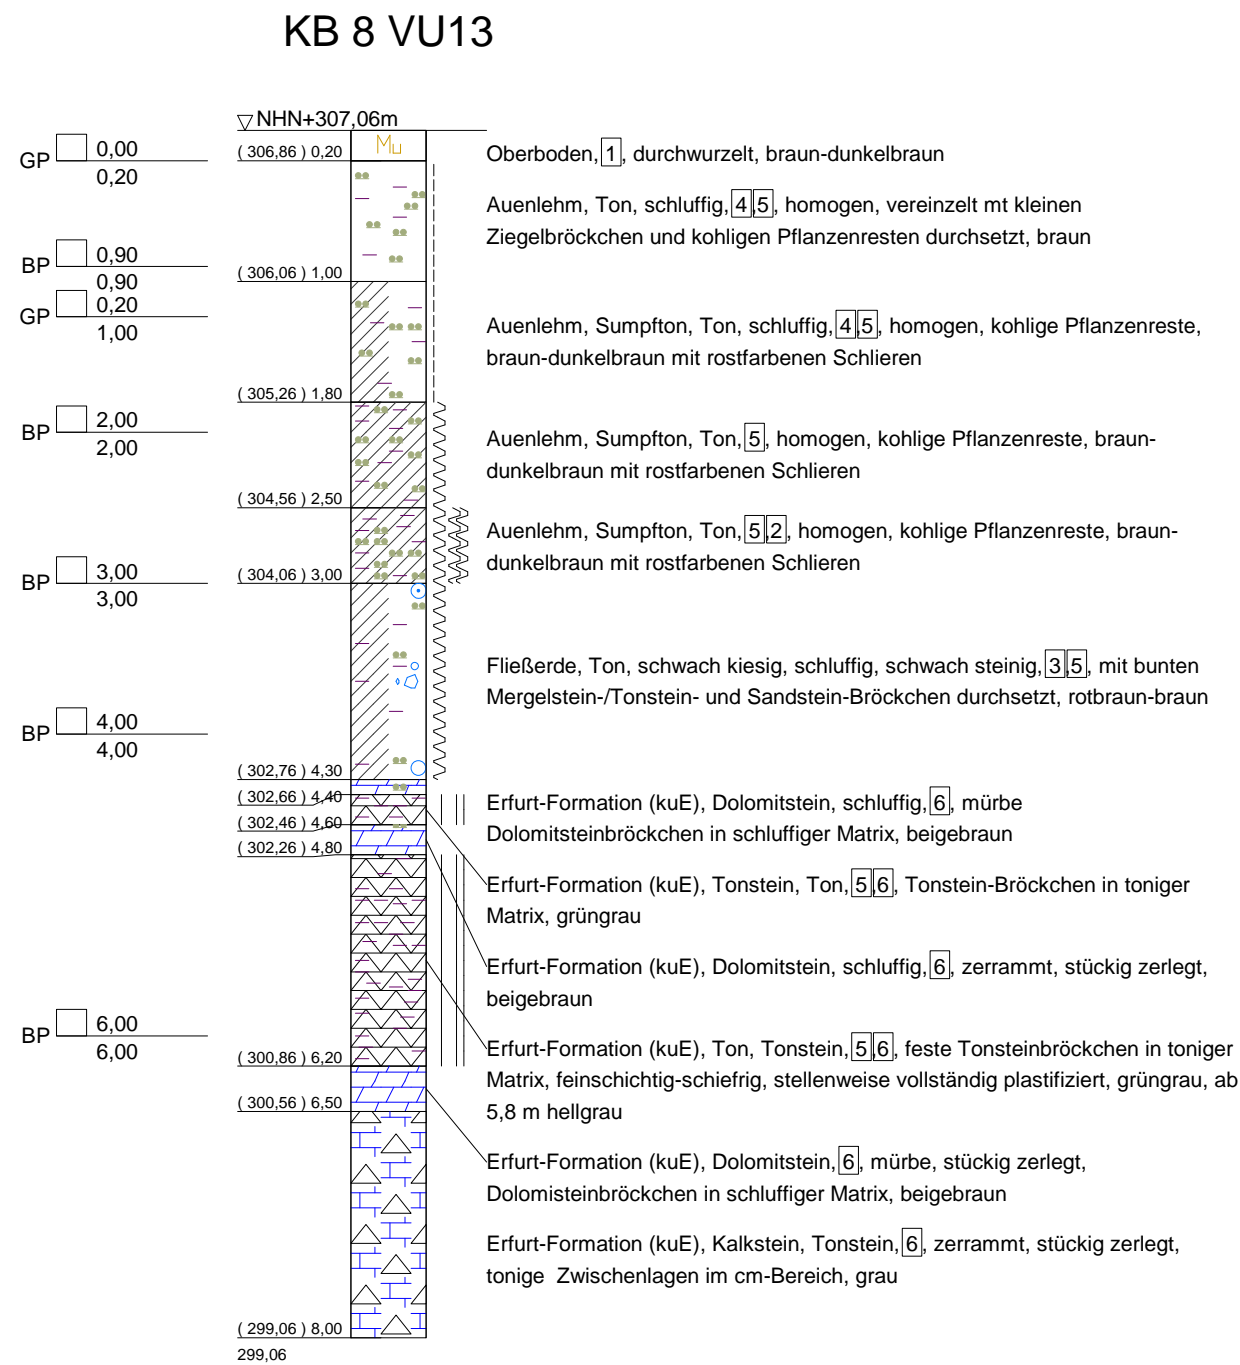 KB 8 VU13
NHN+307,06m
GP 0,00
0,20
(306,86) 0,20
Mu
Oberboden, 1, durchwurzelt, braun-dunkelbraun
Auenlehm, Ton, schluffig, 4 5, homogen, vereinzelt mt kleinen
Ziegelbröckchen und kohligen Pflanzenresten durchsetzt, braun
BP 0,90
0,90
(306,06) 1,00
GP 0,20
1,00
Auenlehm, Sumpfton, Ton, schluffig, 4 5, homogen, kohlige Pflanzenreste,
braun-dunkelbraun mit rostfarbenen Schlieren
(305,26) 1,80
BP 2,00
2,00
Auenlehm, Sumpfton, Ton, 5, homogen, kohlige Pflanzenreste, braun-
dunkelbraun mit rostfarbenen Schlieren
(304,56) 2,50
Auenlehm, Sumpfton, Ton, 5 2, homogen, kohlige Pflanzenreste, braun-
dunkelbraun mit rostfarbenen Schlieren
BP 3,00
3,00
(304,06) 3,00
Fließerde, Ton, schwach kiesig, schluffig, schwach steinig, 3 5, mit bunten
Mergelstein-/Tonstein- und Sandstein-Bröckchen durchsetzt, rotbraun-braun
BP 4,00
4,00
(302,76) 4,30
(302,66) 4,40
(302,46) 4,60
(302,26) 4,80
Erfurt-Formation (kuE), Dolomitstein, schluffig, 6, mürbe
Dolomitsteinbröckchen in schluffiger Matrix, beigebraun
Erfurt-Formation (kuE), Tonstein, Ton, 5 6, Tonstein-Bröckchen in toniger
Matrix, grüngrau
Erfurt-Formation (kuE), Dolomitstein, schluffig, 6, zerrammt, stückig zerlegt,
beigebraun
BP 6,00
6,00
(300,86) 6,20
Erfurt-Formation (kuE), Ton, Tonstein, 5 6, feste Tonsteinbröckchen in toniger
Matrix, feinschichtig-schiefrig, stellenweise vollständig plastifiziert, grüngrau, ab
5,8 m hellgrau
(300,56) 6,50
Erfurt-Formation (kuE), Dolomitstein, 6, mürbe, stückig zerlegt,
Dolomisteinbröckchen in schluffiger Matrix, beigebraun
Erfurt-Formation (kuE), Kalkstein, Tonstein, 6, zerrammt, stückig zerlegt,
tonige Zwischenlagen im cm-Bereich, grau
(299,06) 8,00
299,06